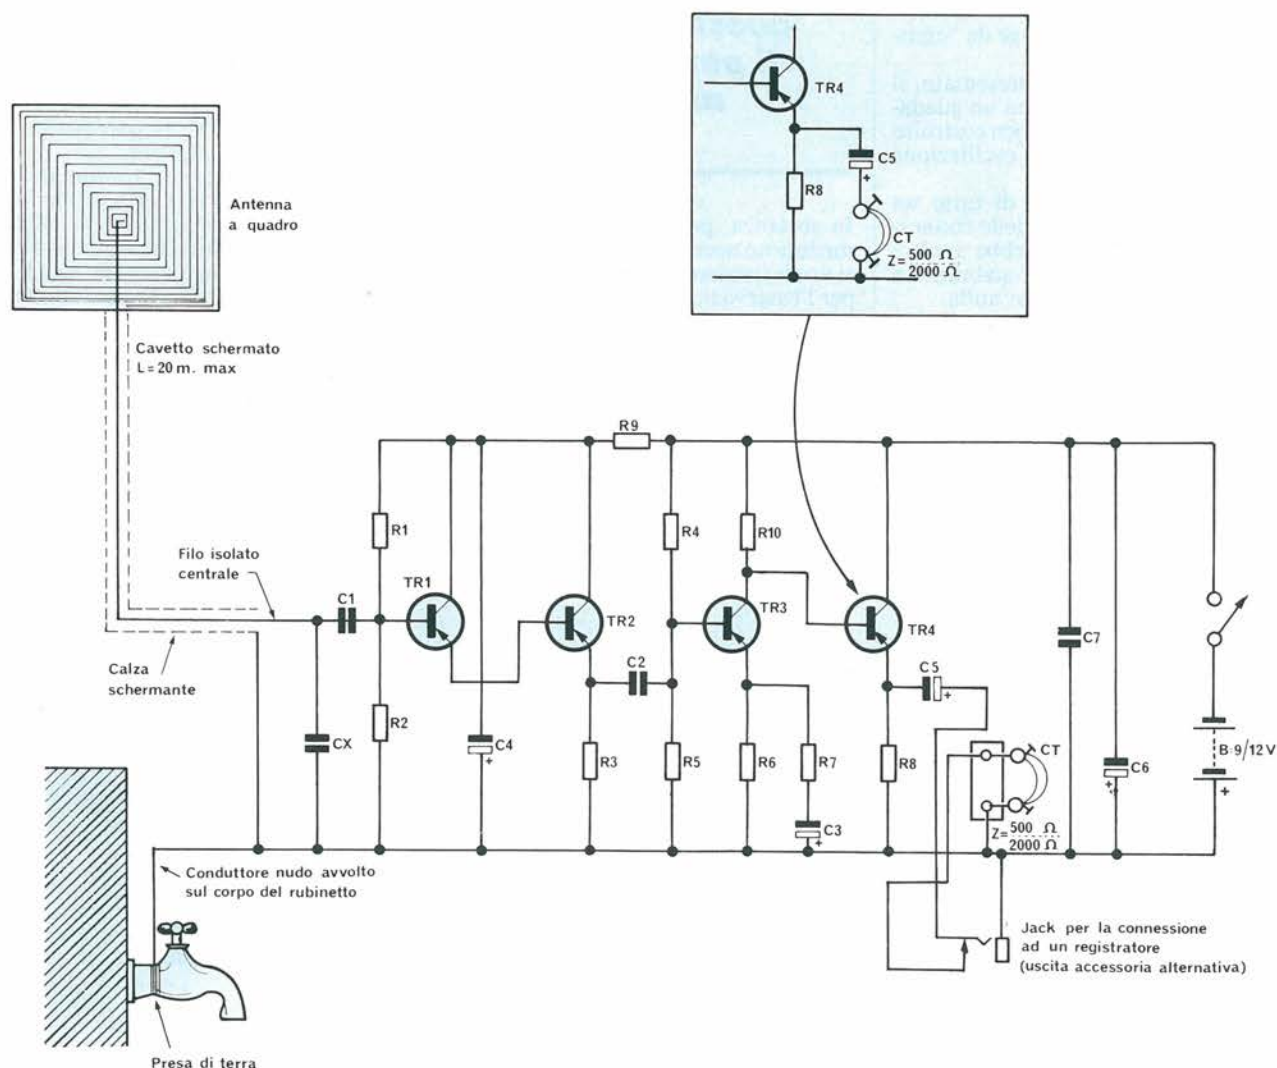 TR4
C5
+
R8
CT
Z= 500 Ω
2000 Ω
Antenna
a quadro
Cavetto schermato
L= 20 m. max
R9
R1
R4
R10
Filo isolato
centrale
C1
TR1
TR2
TR3
TR4
C7
Calza
schermante
C2
C5
+
CX
R2
C4
+
R3
R5
R6
R7
R8
CT
C6
+
B=9/12V
+
C3
+
Z= 500 Ω
2000 Ω
Conduttore nudo avvolto
sul corpo del rubinetto
Jack per la connessione
ad un registratore
(uscita accessoria alternativa)
Presa di terra